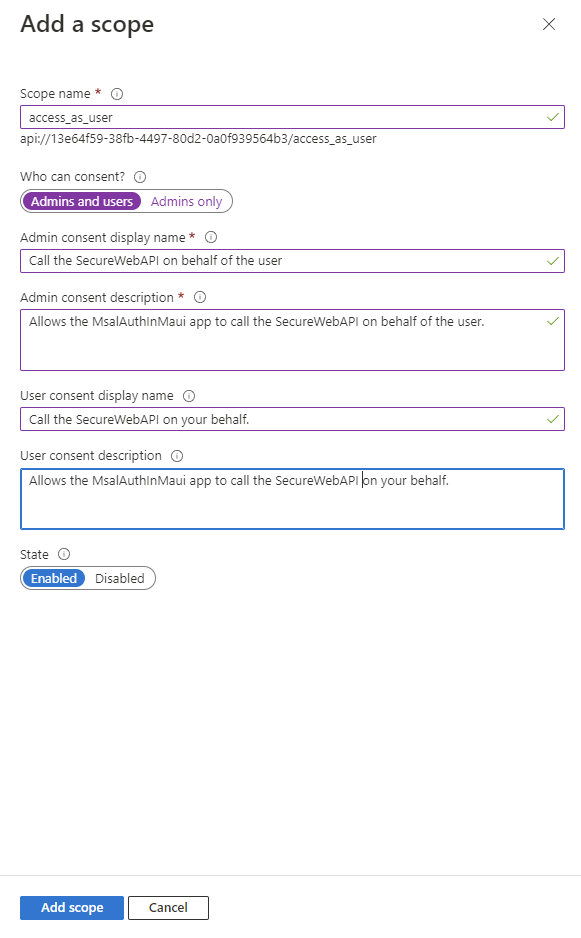 Add a scope
Scope name *
access_as_user
api://13e64f59-38fb-4497-80d2-0a0f939564b3/access_as_user
Who can consent?
Admins and users Admins only
Admin consent display name *
Call the SecureWebAPI on behalf of the user
Admin consent description *
Allows the MsalAuthInMaui app to call the SecureWebAPI on behalf of the user.
User consent display name
Call the SecureWebAPI on your behalf.
User consent description
Allows the MsalAuthInMaui app to call the SecureWebAPI on your behalf.
State
Enabled Disabled
Add scope Cancel